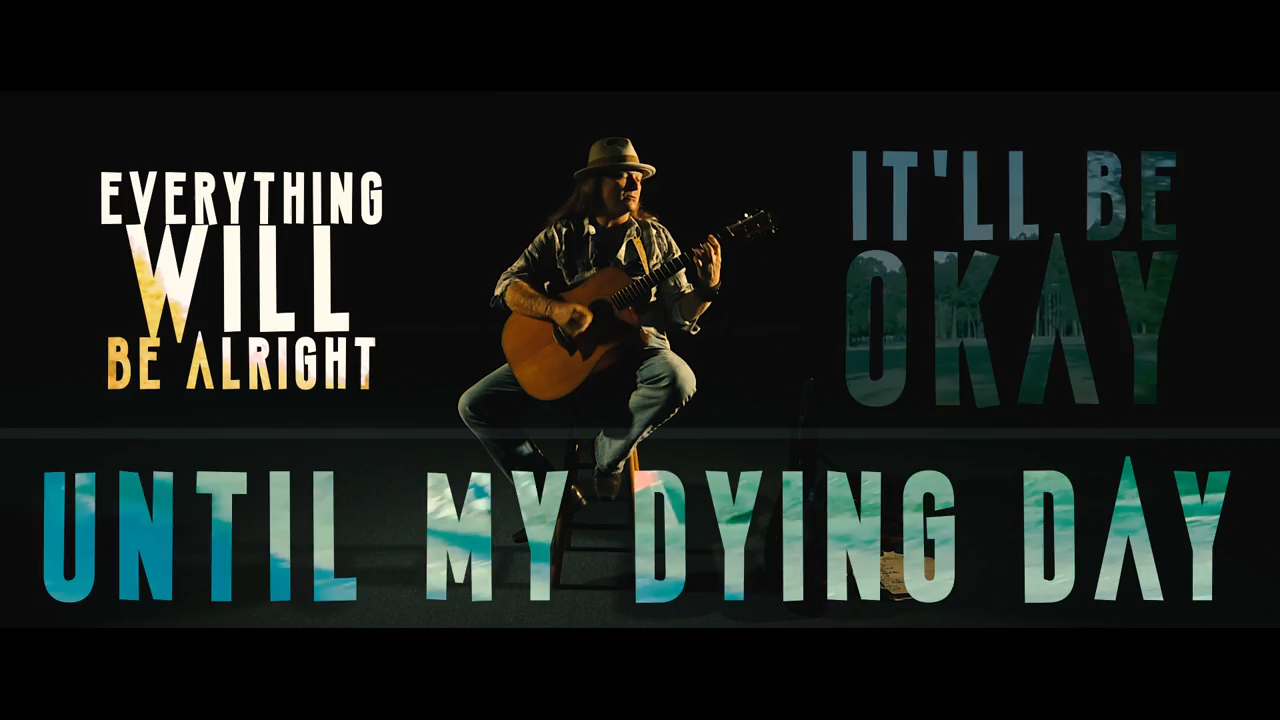 EVERYTHING
WILL
BE ALRIGHT
IT'LL BE
OKAY
UNTIL MY DYING DAY